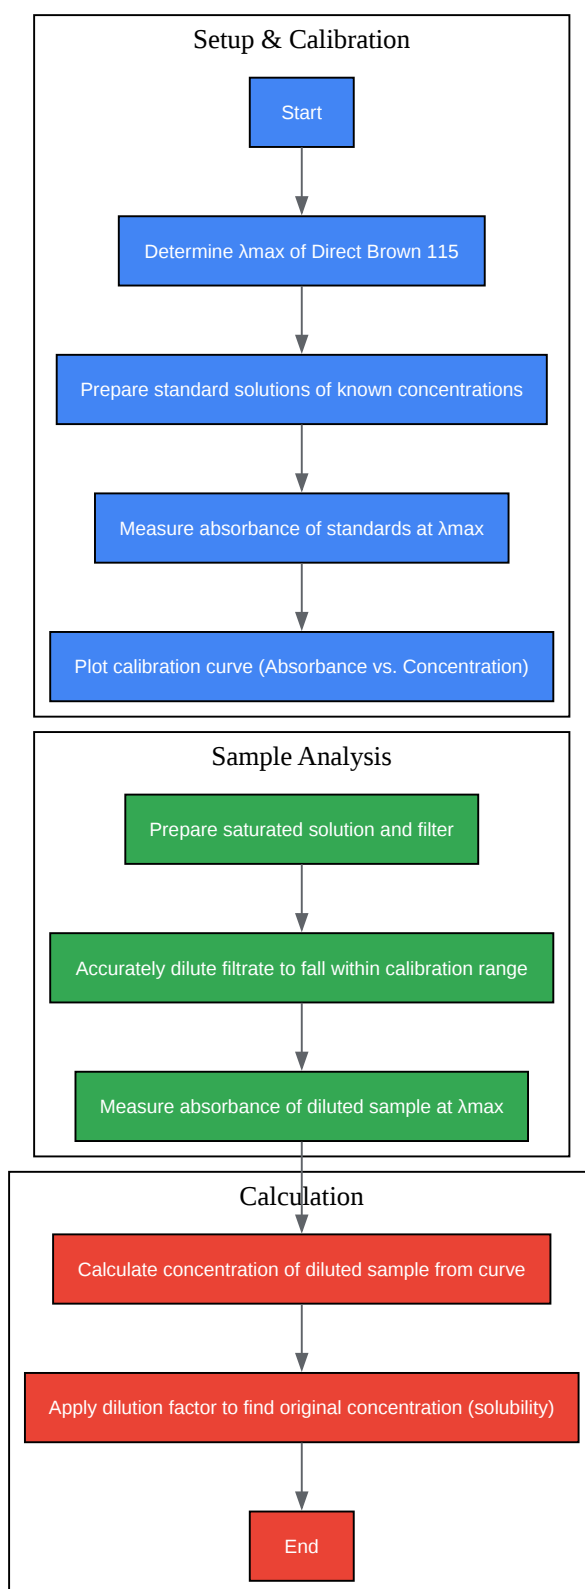 Setup & Calibration
Start
Determine λmax of Direct Brown 115
Prepare standard solutions of known concentrations
Measure absorbance of standards at λmax
Plot calibration curve (Absorbance vs. Concentration)
Sample Analysis
Prepare saturated solution and filter
Accurately dilute filtrate to fall within calibration range
Measure absorbance of diluted sample at λmax
Calculation
Calculate concentration of diluted sample from curve
Apply dilution factor to find original concentration (solubility)
End